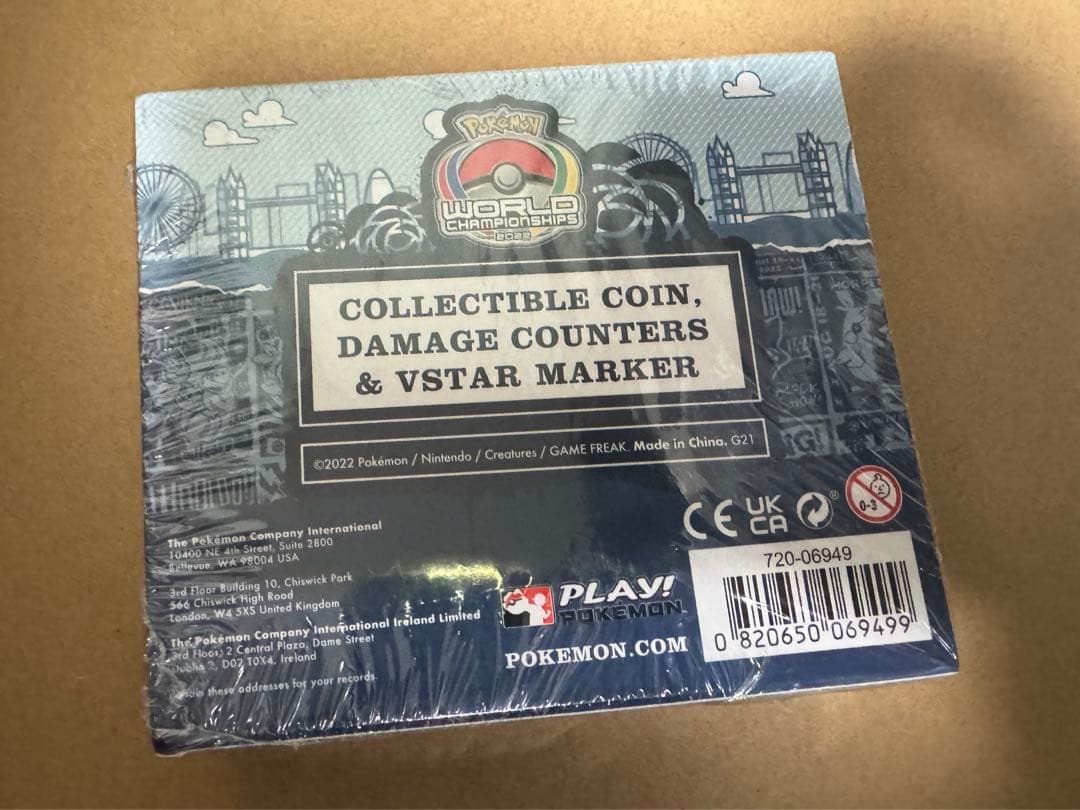 POKéMON
WORLD
CHAMPIONSHIPS
2022
COLLECTIBLE COIN,
DAMAGE COUNTERS
& VSTAR MARKER
©2022 Pokémon / Nintendo / Creatures / GAME FREAK. Made in China. G21
CE UK
CA
0-3
The Pokémon Company International
10400 NE 4th Street, Suite 2800
Bellevue, WA 98004 USA
3rd Floor Building 10, Chiswick Park
566 Chiswick High Road
London, W4 5XS United Kingdom
The Pokémon Company International Ireland Limited
3rd Floor, 2 Central Plaza, Dame Street
Dublin 2, D02 T0X4, Ireland
these addresses for your records.
PLAY!
POKÉMON
POKEMON.COM
720-06949
0 820650 069499